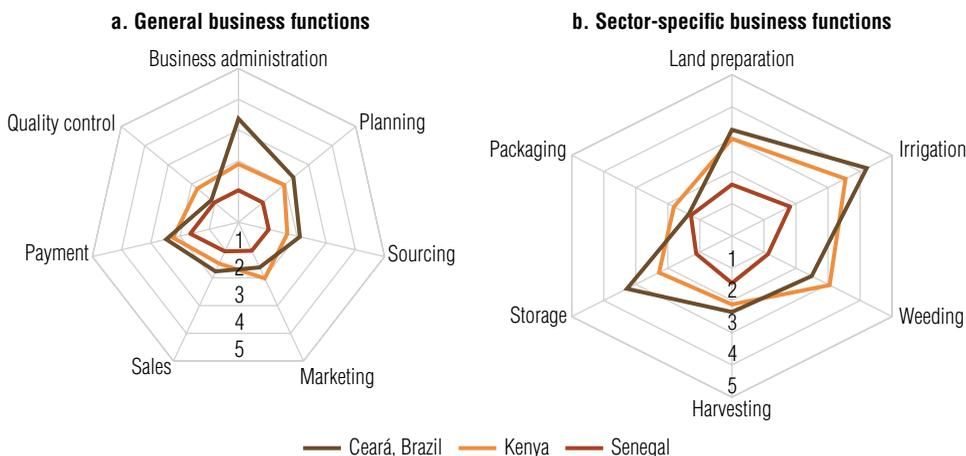 a. General business functions
Business administration
Planning
Sourcing
Marketing
Sales
Payment
Quality control
1
2
3
4
5
b. Sector-specific business functions
Land preparation
Irrigation
Weeding
Harvesting
Storage
Packaging
1
2
3
4
5
Ceará, Brazil Kenya Senegal